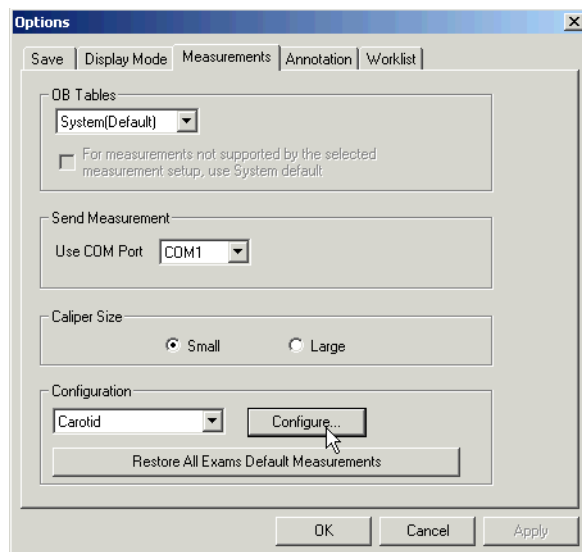 Options
Save Display Mode Measurements Annotation Worklist
OB Tables
System(Default)
For measurements not supported by the selected
measurement setup, use System default
Send Measurement
Use COM Port COM1
Caliper Size
Small Large
Configuration
Carotid Configure...
Restore All Exams Default Measurements
OK Cancel Apply